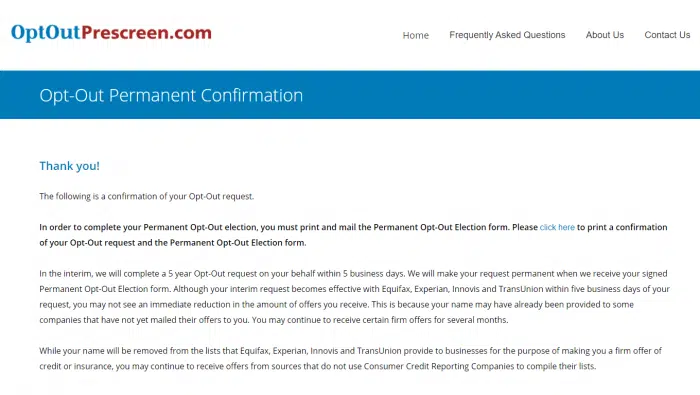 OptOutPrescreen.com
Home Frequently Asked Questions About Us Contact Us
Opt-Out Permanent Confirmation
Thank you!
The following is a confirmation of your Opt-Out request.
In order to complete your Permanent Opt-Out election, you must print and mail the Permanent Opt-Out Election form. Please click here to print a confirmation
of your Opt-Out request and the Permanent Opt-Out Election form.
In the interim, we will complete a 5 year Opt-Out request on your behalf within 5 business days. We will make your request permanent when we receive your signed
Permanent Opt-Out Election form. Although your interim request becomes effective with Equifax, Experian, Innovis and TransUnion within five business days of your
request, you may not see an immediate reduction in the amount of offers you receive. This is because your name may have already been provided to some
companies that have not yet mailed their offers to you. You may continue to receive certain firm offers for several months.
While your name will be removed from the lists that Equifax, Experian, Innovis and TransUnion provide to businesses for the purpose of making you a firm offer of
credit or insurance, you may continue to receive offers from sources that do not use Consumer Credit Reporting Companies to compile their lists.